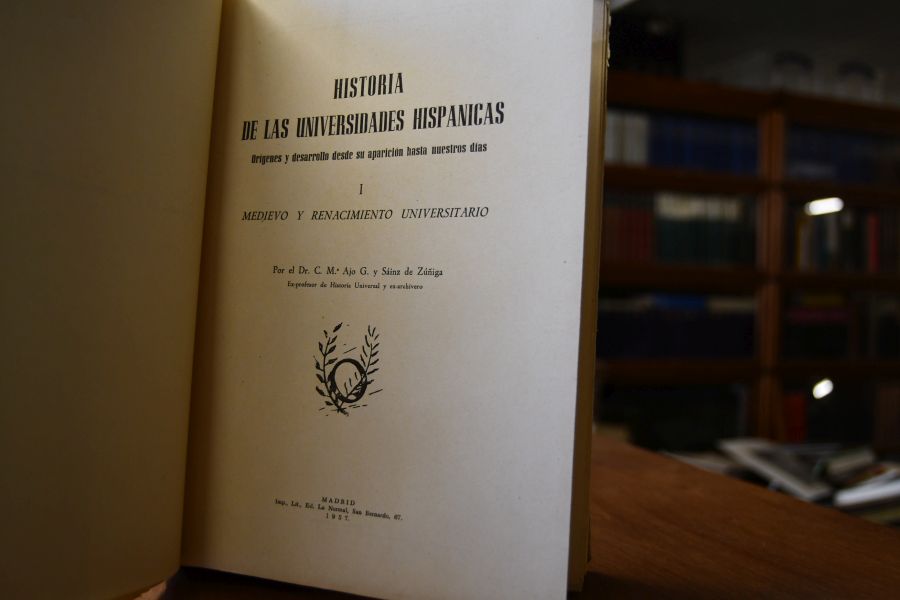 HISTORIA
DE LAS UNIVERSIDADES HISPANICAS
Orígenes y desarrollo desde su aparición hasta nuestros días
I
MEDIEVO Y RENACIMIENTO UNIVERSITARIO
Por el Dr. C. M.ª Ajo G. y Sáinz de Zúñiga
Ex-profesor de Historia Universal y ex-archivero
MADRID
Imp., Lit., Ed. La Normal, San Bernardo, 67.
1957.